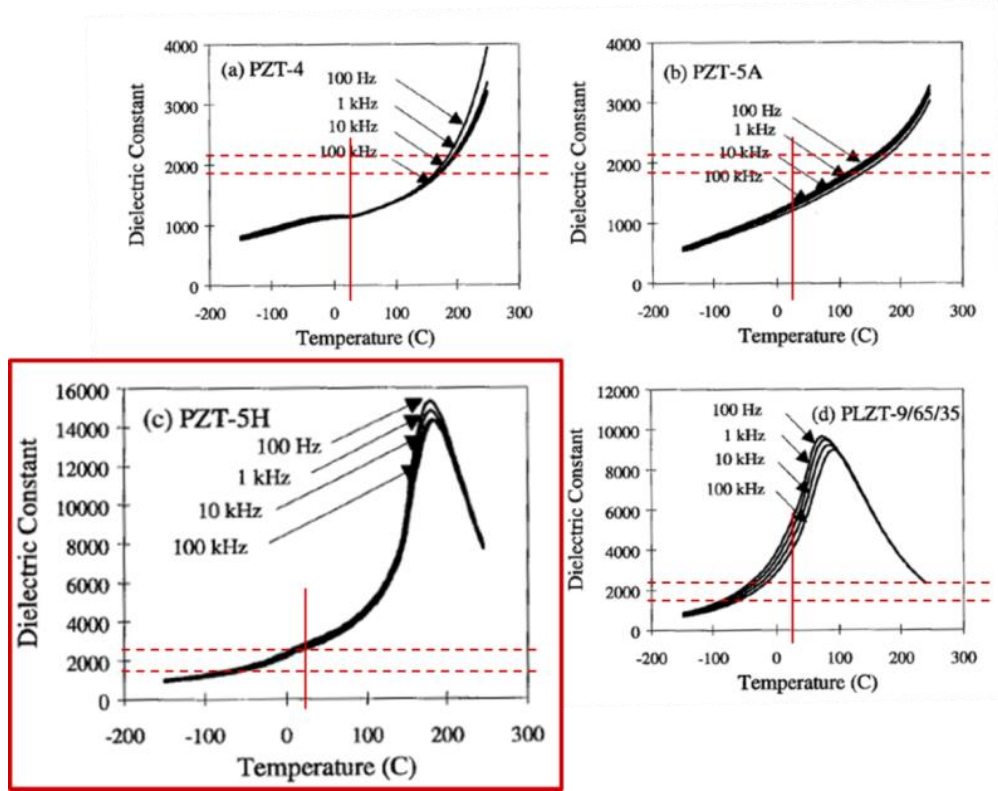 (a) PZT-4
Dielectric Constant
4000
3000
2000
1000
0
100 Hz
1 kHz
10 kHz
100 kHz
-200 -100 0 100 200 300
Temperature (C)
(b) PZT-5A
Dielectric Constant
4000
3000
2000
1000
0
100 Hz
1 kHz
10 kHz
100 kHz
-200 -100 0 100 200 300
Temperature (C)
(c) PZT-5H
Dielectric Constant
16000
14000
12000
10000
8000
6000
4000
2000
0
100 Hz
1 kHz
10 kHz
100 kHz
-200 -100 0 100 200 300
Temperature (C)
(d) PLZT-9/65/35
Dielectric Constant
12000
10000
8000
6000
4000
2000
0
100 Hz
1 kHz
10 kHz
100 kHz
-200 -100 0 100 200 300
Temperature (C)